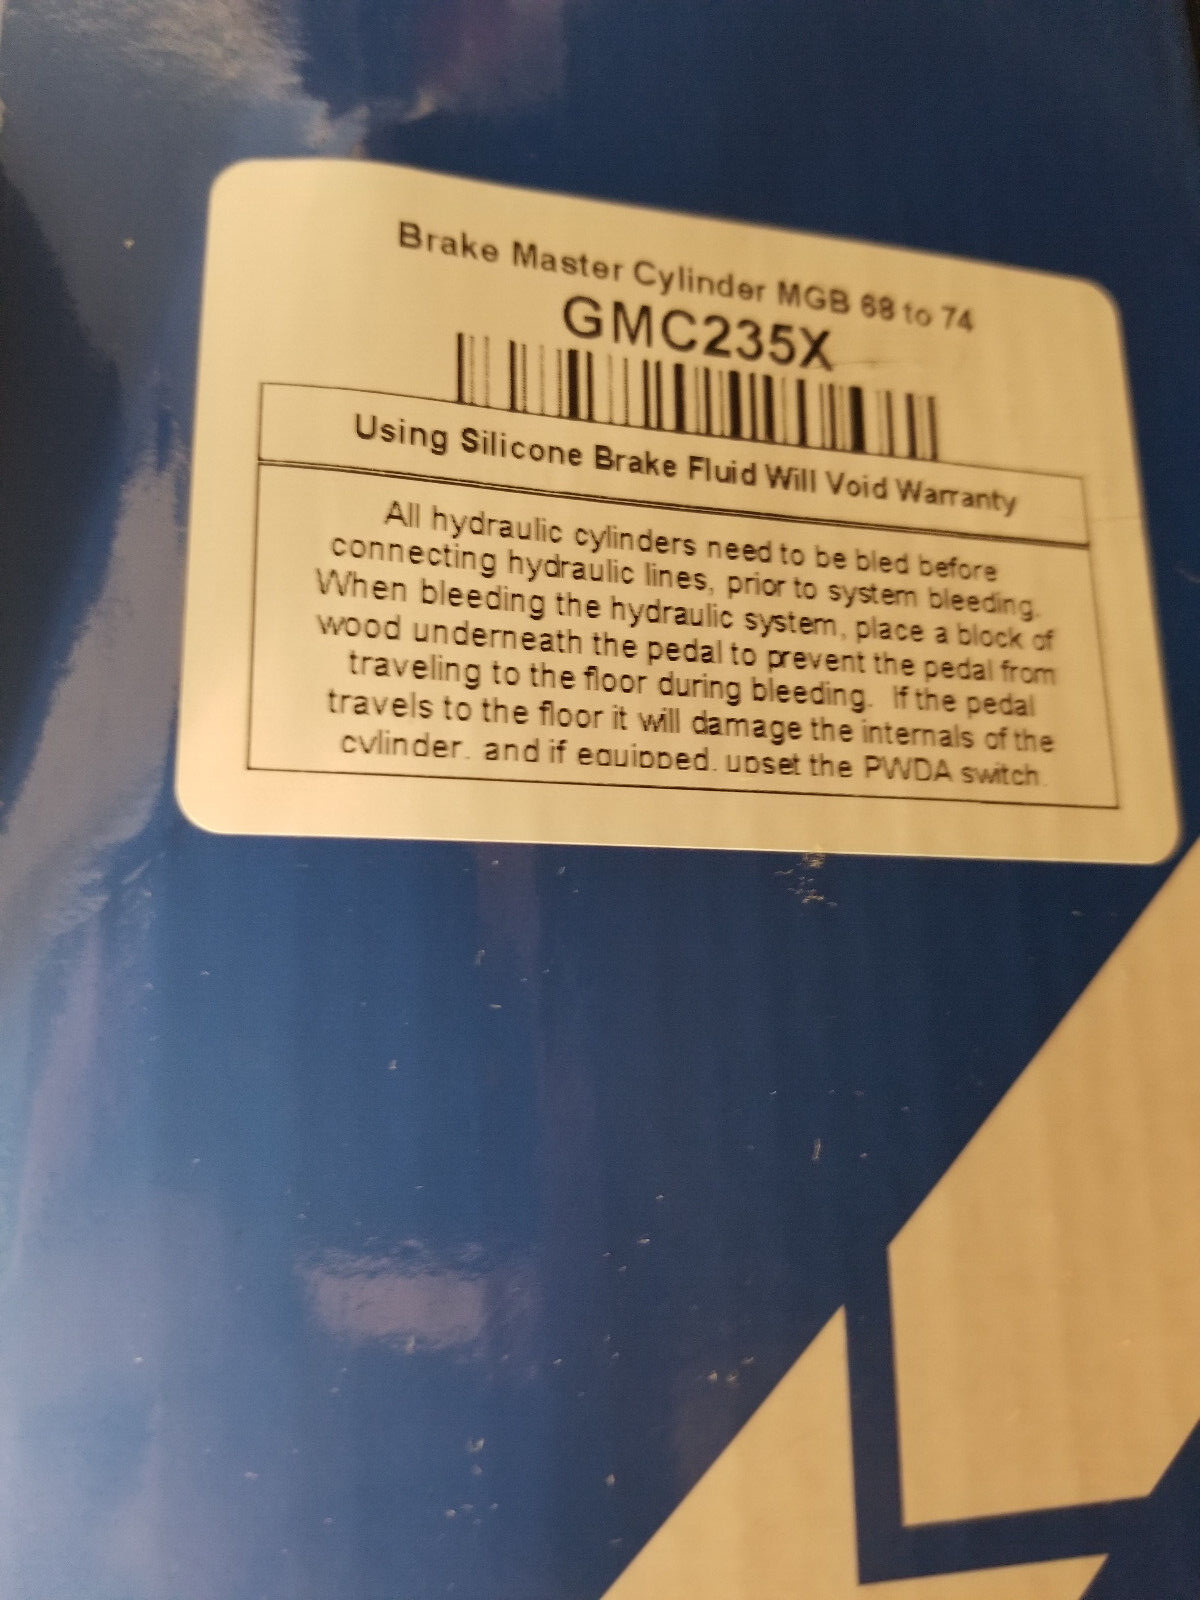 Brake Master Cylinder MGB 68 to 74
GMC235X
Using Silicone Brake Fluid Will Void Warranty
All hydraulic cylinders need to be bled before
connecting hydraulic lines, prior to system bleeding.
When bleeding the hydraulic system, place a block of
wood underneath the pedal to prevent the pedal from
traveling to the floor during bleeding. If the pedal
travels to the floor it will damage the internals of the
cylinder. and if equipped. upset the PWDA switch.